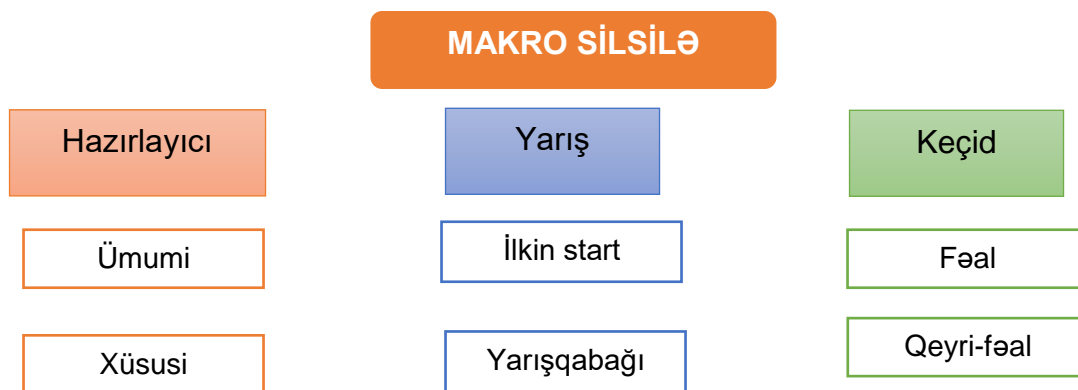 MAKRO SİLSİLƏ
Hazırlayıcı
Yarış
Keçid
Ümumi
İlkin start
Fəal
Xüsusi
Yarışqabağı
Qeyri-fəal